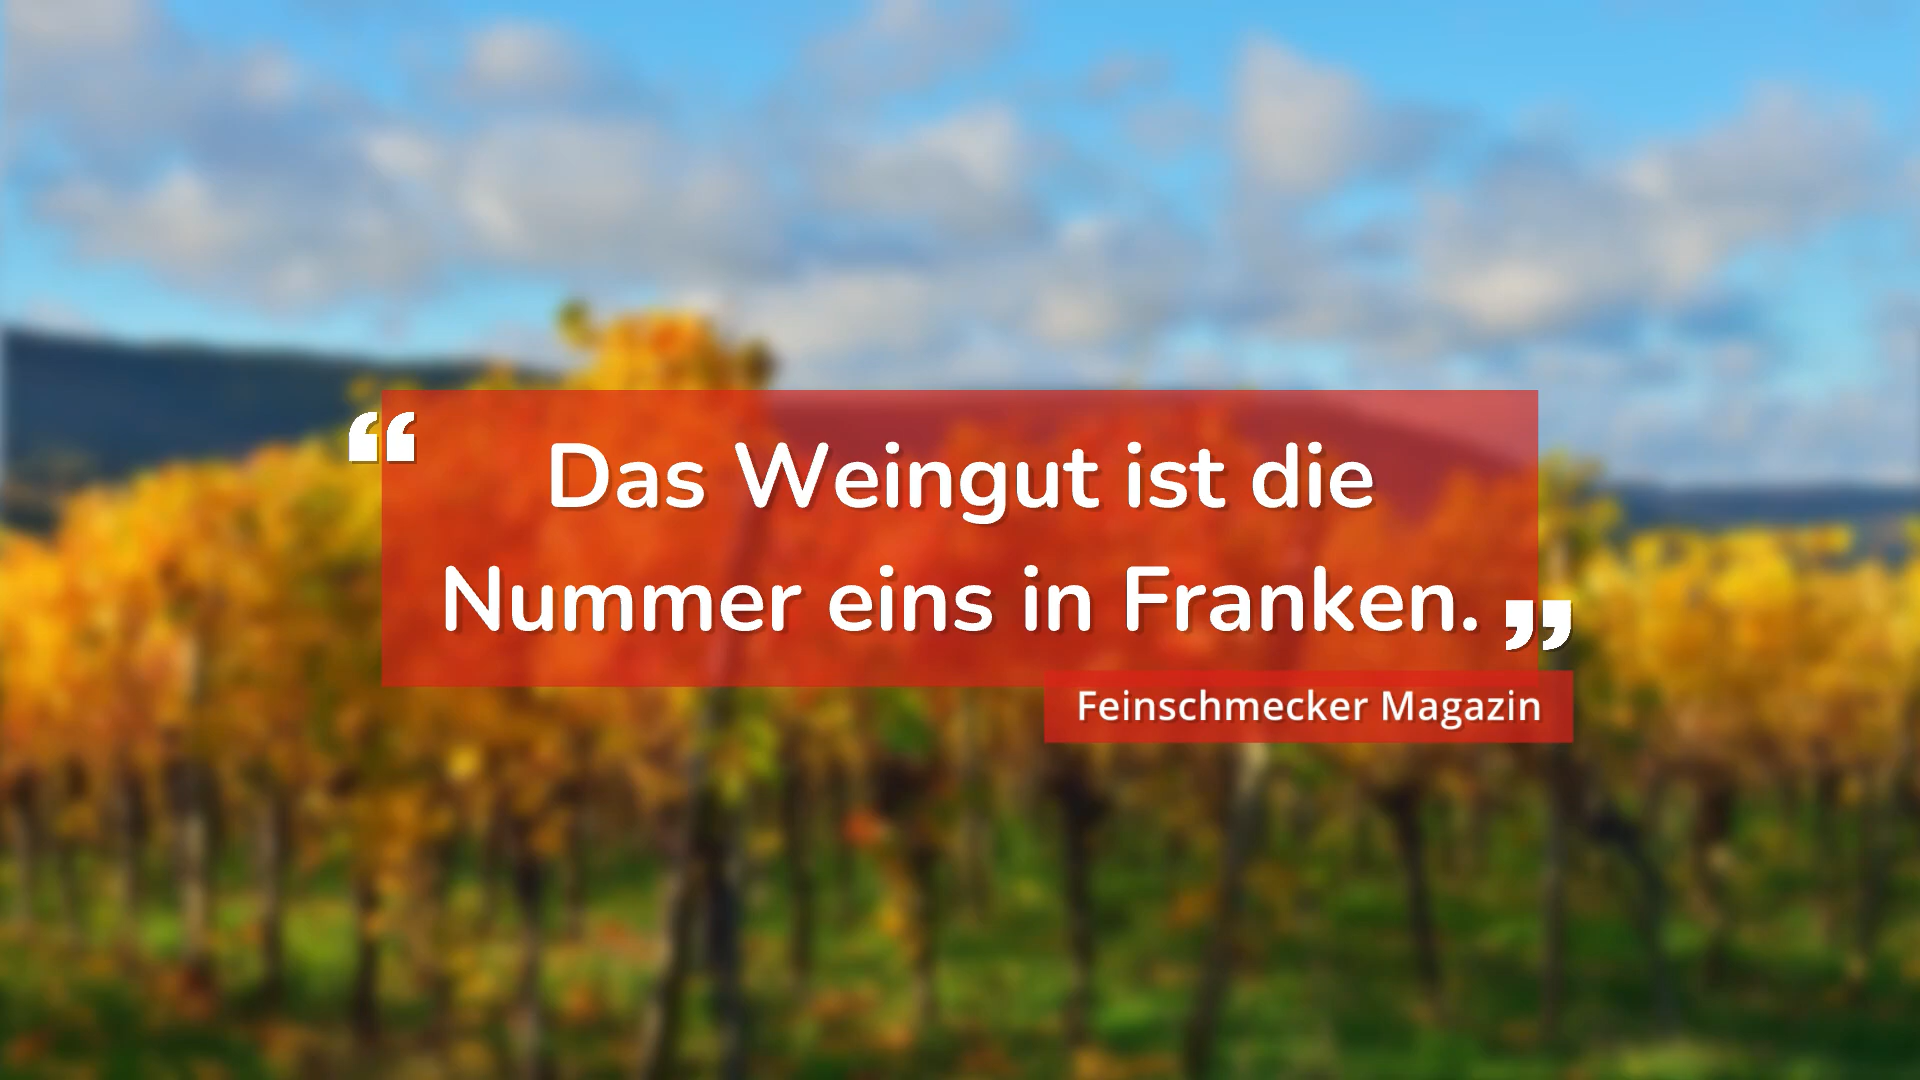 “Das Weingut ist die
Nummer eins in Franken.”
Feinschmecker Magazin